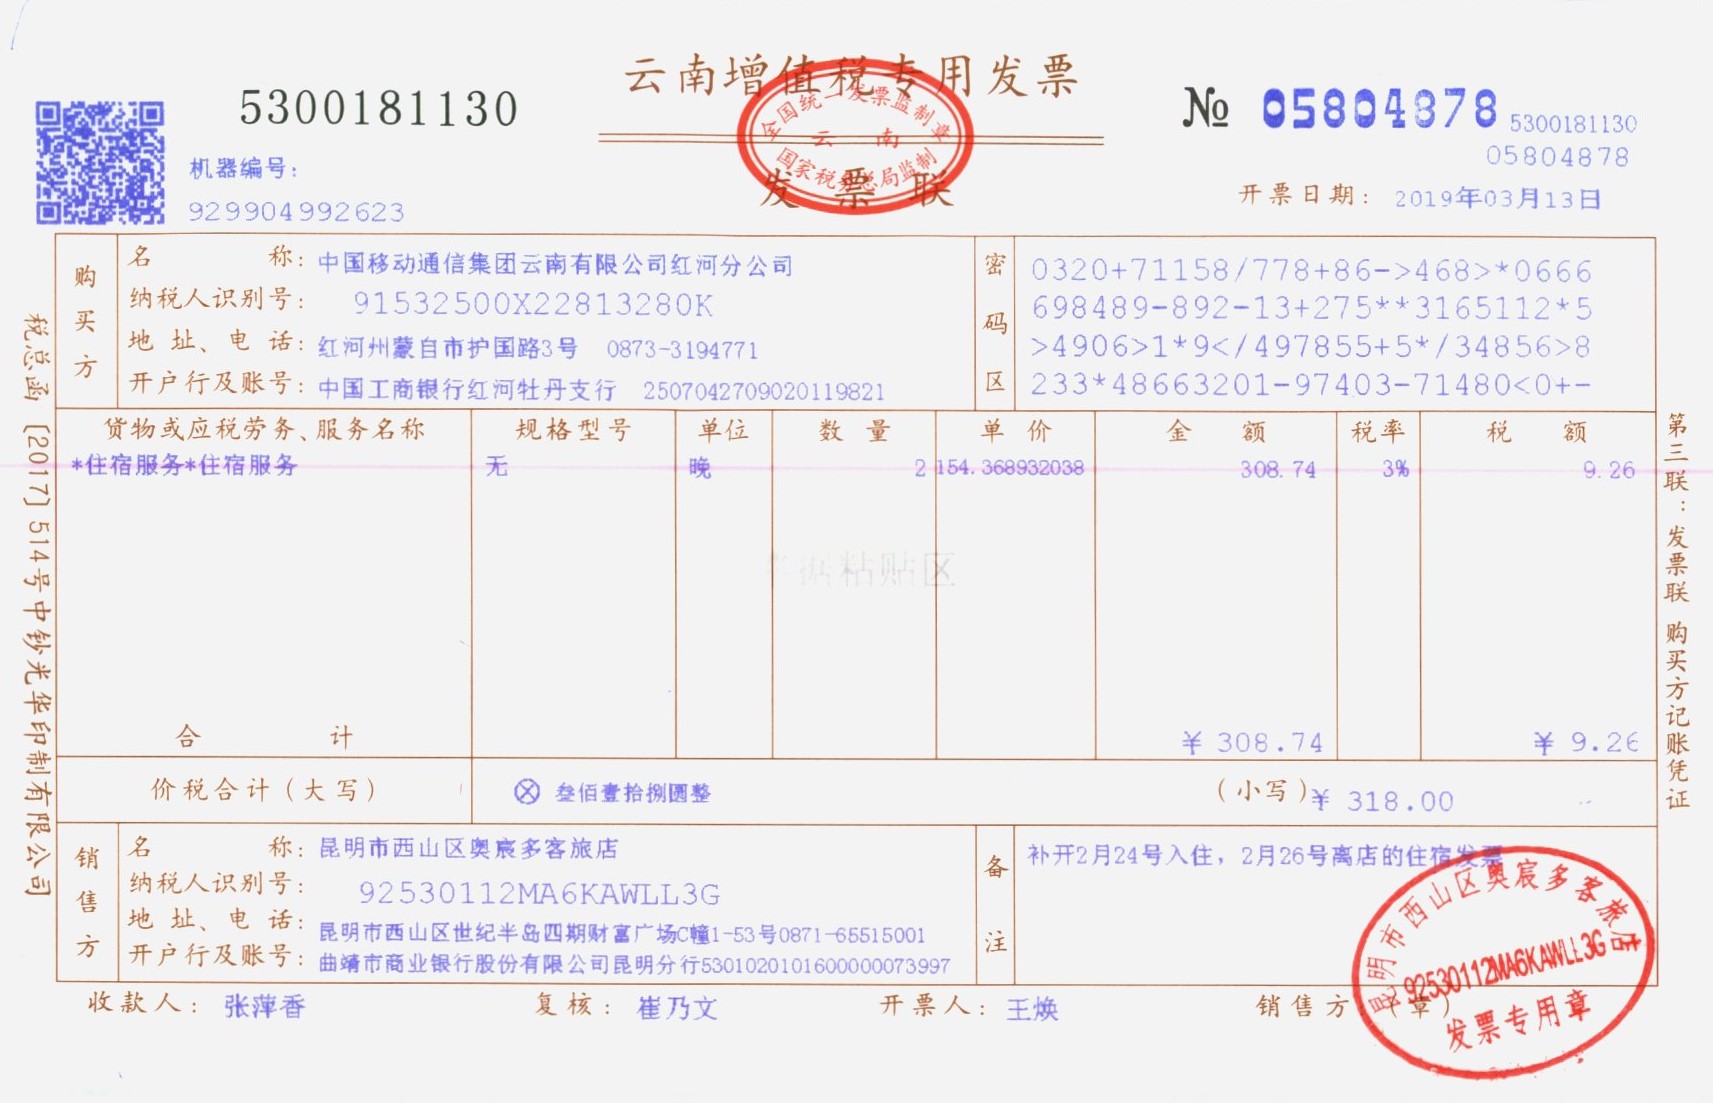 云南增值税专用发票
5300181130
№ 05804878
5300181130
05804878
全国统一发票监制章
云 南
国家税务总局监制
发票联
机器编号:
929904992623
开票日期: 2019年03月13日
购买方
名 称: 中国移动通信集团云南有限公司红河分公司
纳税人识别号: 91532500X22813280K
地 址、电 话: 红河州蒙自市护国路3号 0873-3194771
开户行及账号: 中国工商银行红河牡丹支行 2507042709020119821
密码区
0320+71158/778+86->468>*0666
698489-892-13+275**3165112*5
>4906>1*9</497855+5*/34856>8
233*48663201-97403-71480<0+-
货物或应税劳务、服务名称 规格型号 单位 数 量 单 价 金 额 税率 税 额
*住宿服务*住宿服务 无 晚 2 154.368932038 308.74 3% 9.26
据粘贴区
合 计 ¥ 308.74 ¥ 9.26
价税合计(大写) ⊗ 叁佰壹拾捌圆整 (小写) ¥ 318.00
销售方
名 称: 昆明市西山区奥宸多客旅店
纳税人识别号: 92530112MA6KAWLL3G
地 址、电 话: 昆明市西山区世纪半岛四期财富广场C幢1-53号0871-65515001
开户行及账号: 曲靖市商业银行股份有限公司昆明分行5301020101600000073997
备注
补开2月24号入住，2月26号离店的住宿发票
收款人: 张萍香 复核: 崔乃文 开票人: 王焕 销售方:(章)
昆明市西山区奥宸多客旅店
92530112MA6KAWLL3G
发票专用章
税总函〔2017〕514号中钞光华印制有限公司
第三联:发票联 购买方记账凭证